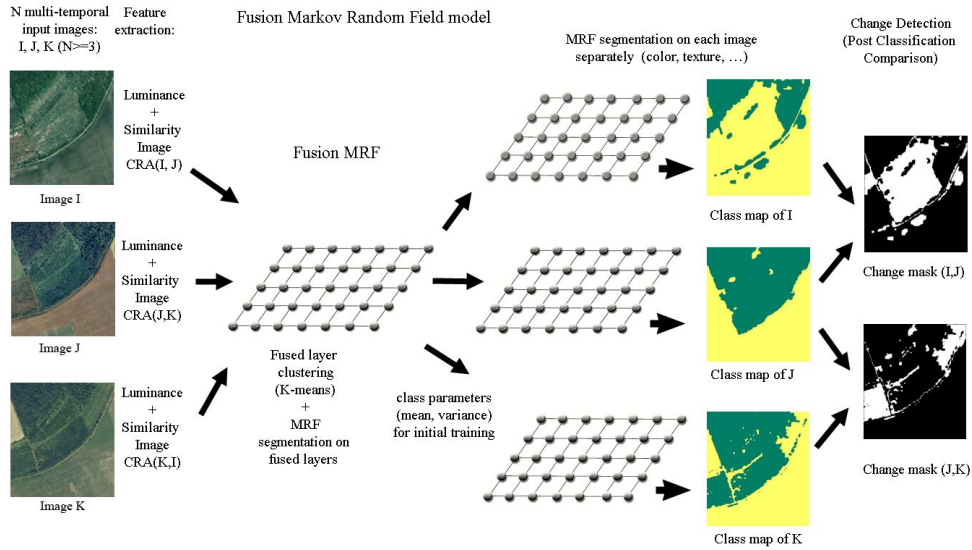 N multi-temporal
input images:
I, J, K (N>=3)
Feature
extraction:
Fusion Markov Random Field model
MRF segmentation on each image
separately (color, texture, …)
Change Detection
(Post Classification
Comparison)
Luminance
+
Similarity
Image
CRA(I, J)
Image I
Fusion MRF
Class map of I
Luminance
+
Similarity
Image
CRA(J,K)
Image J
Change mask (I,J)
Fused layer
clustering
(K-means)
+
MRF
segmentation on
fused layers
class parameters
(mean, variance)
for initial training
Class map of J
Luminance
+
Similarity
Image
CRA(K,I)
Image K
Change mask (J,K)
Class map of K